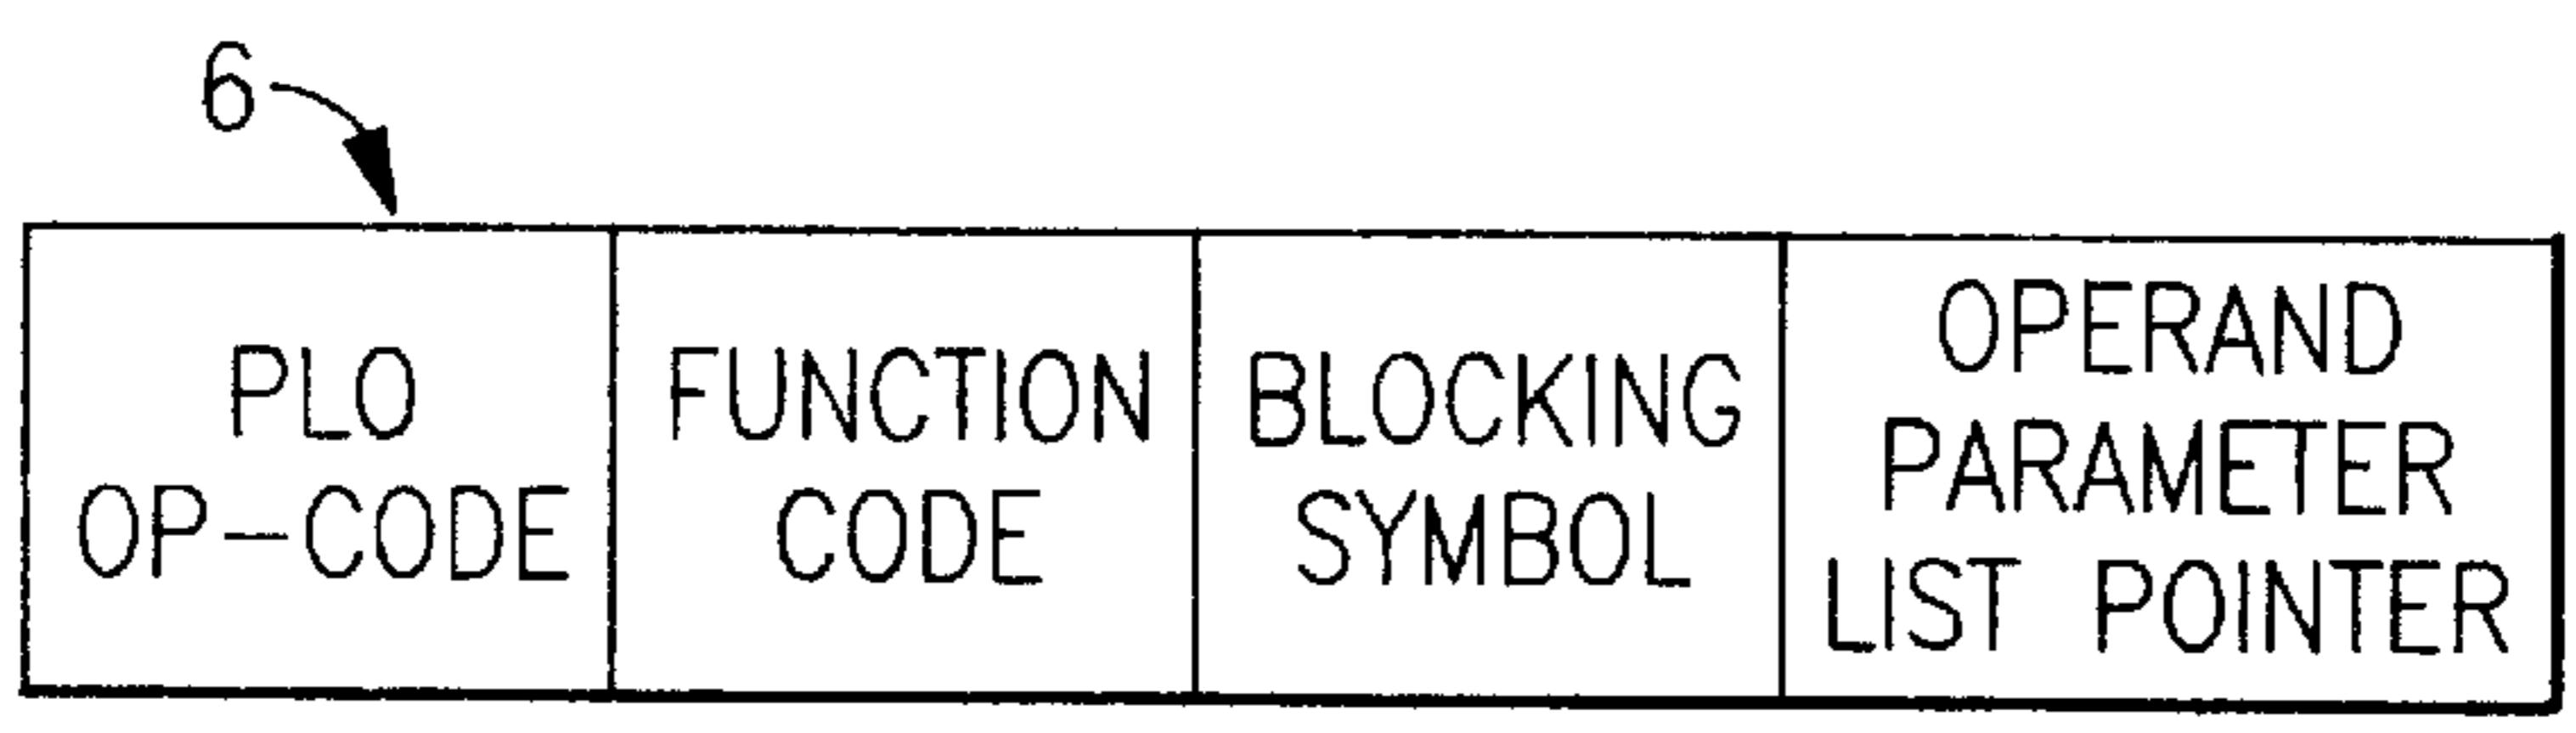 6
PLO
OP-CODE
FUNCTION
CODE
BLOCKING
SYMBOL
OPERAND
PARAMETER
LIST POINTER